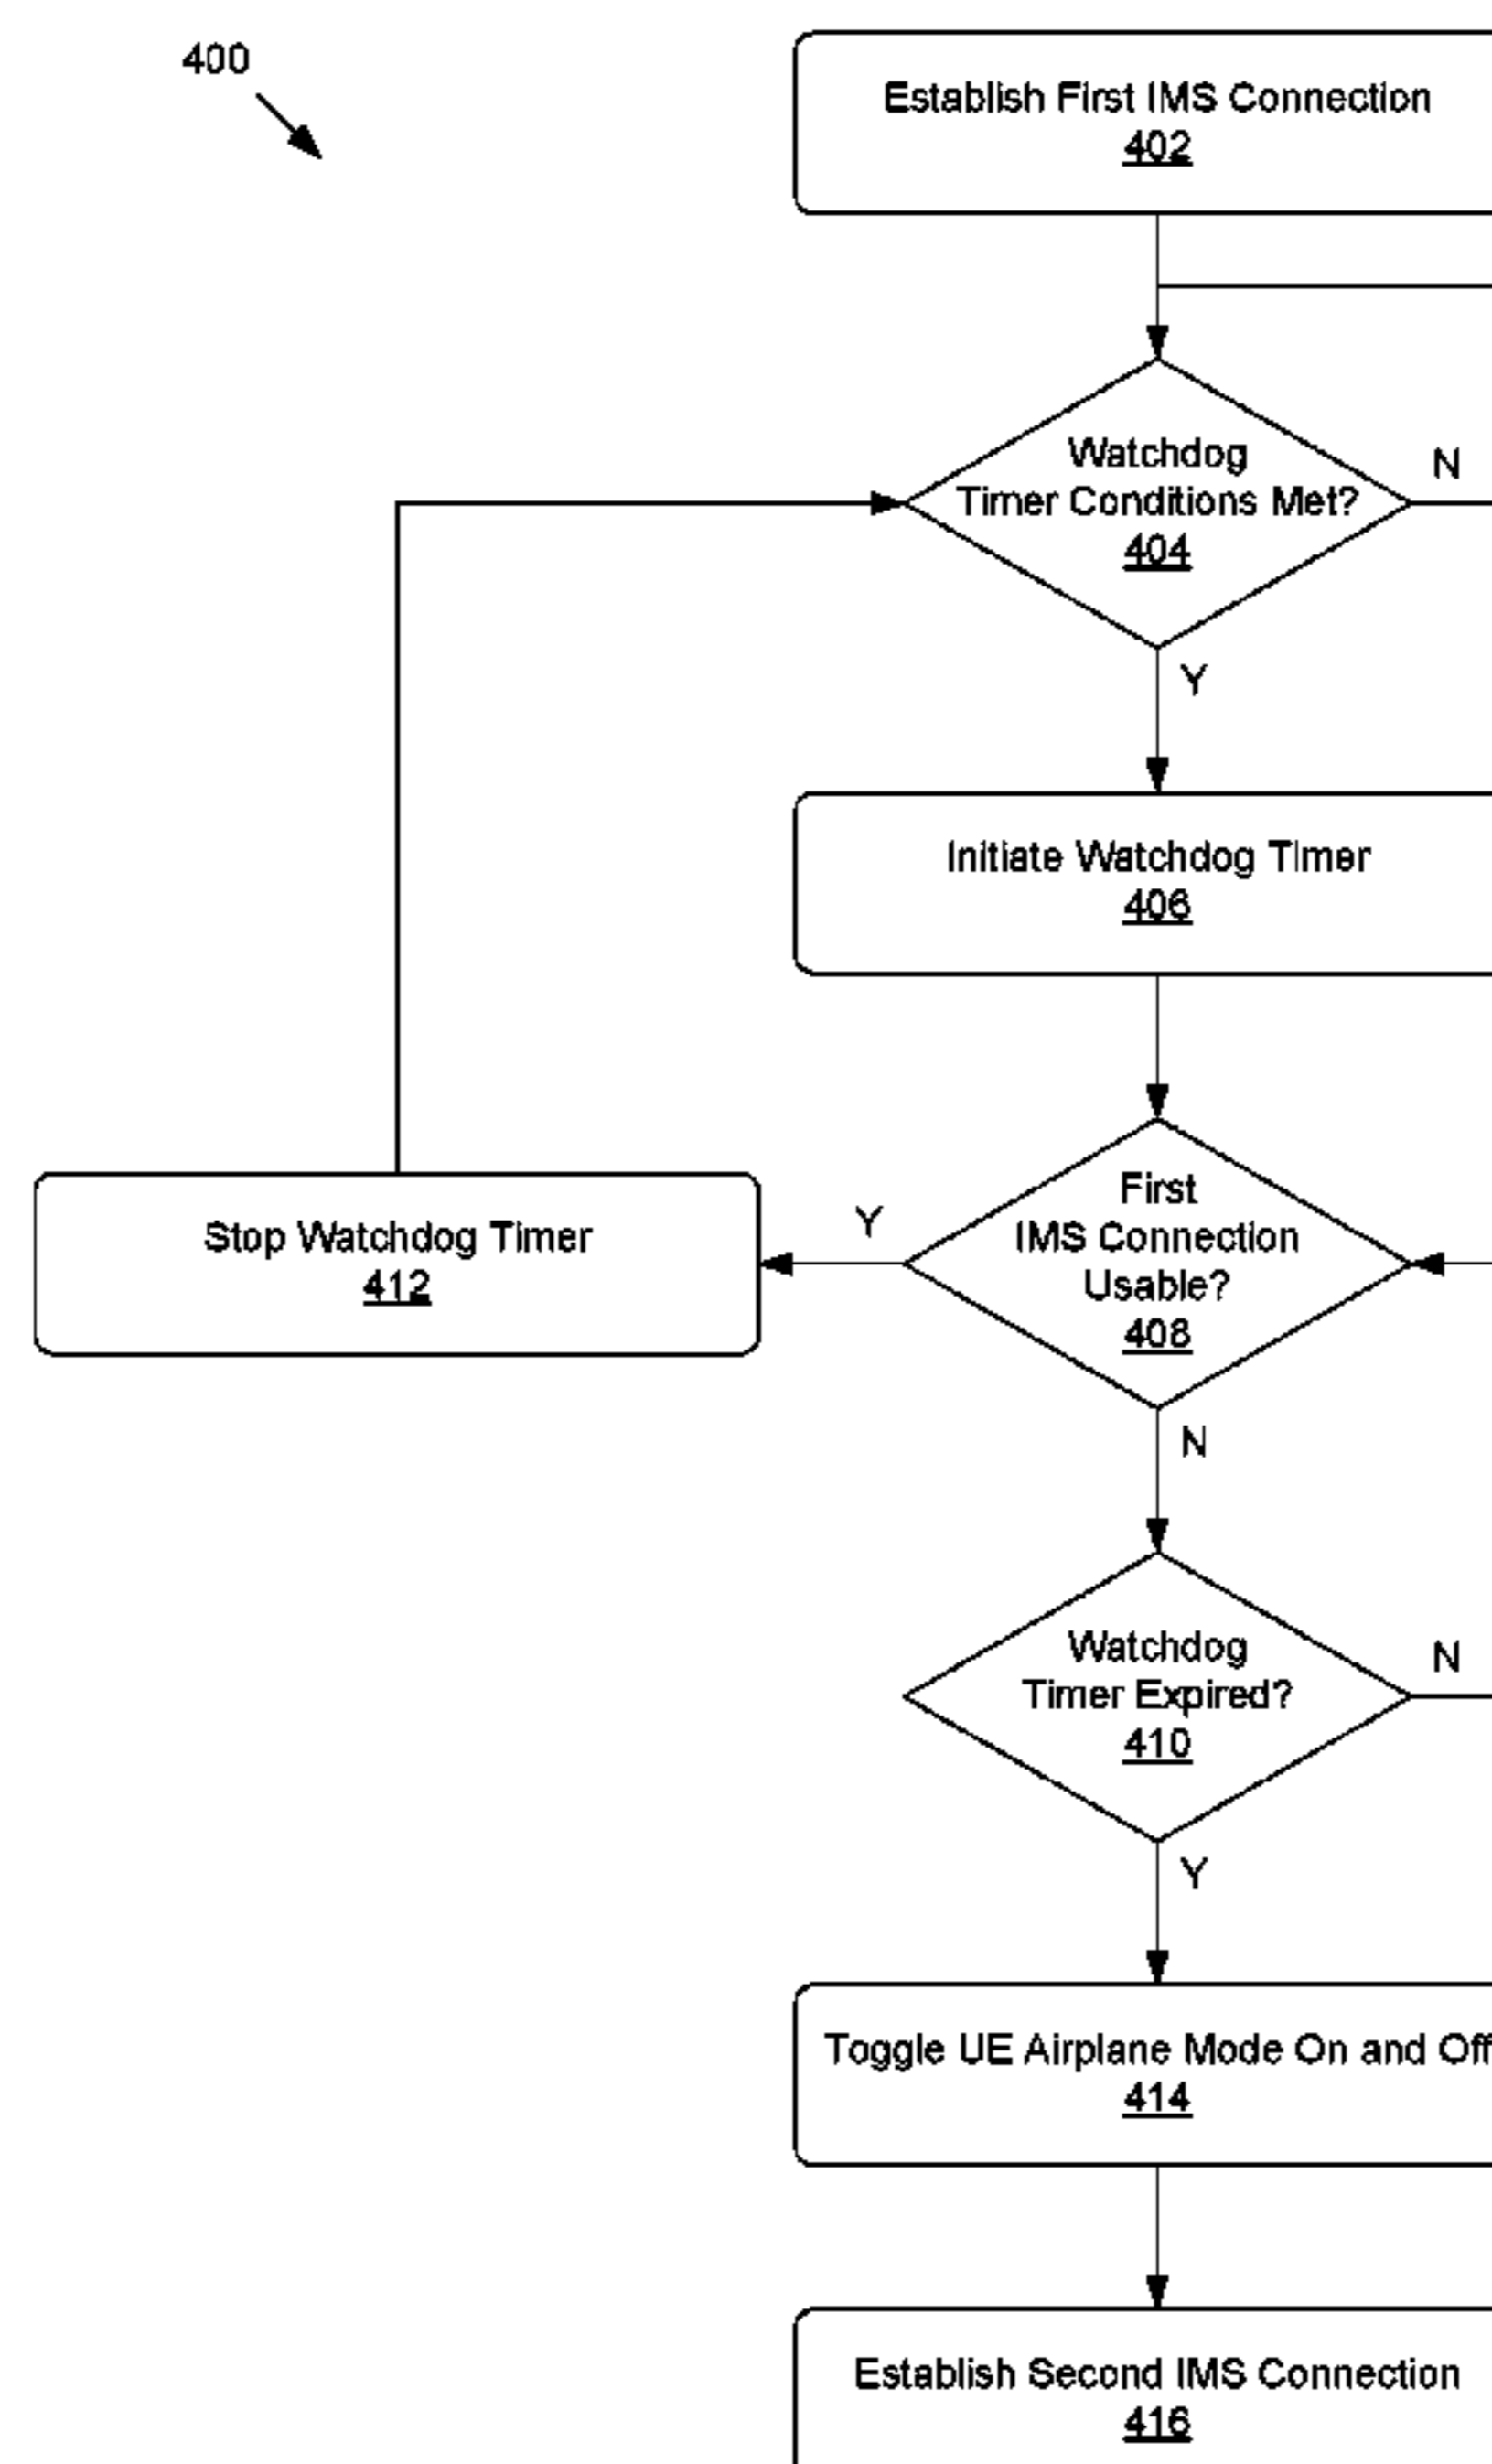 400
Establish First IMS Connection
402
Watchdog
Timer Conditions Met?
404
N
Y
Initiate Watchdog Timer
406
First
IMS Connection
Usable?
408
Y
Stop Watchdog Timer
412
N
Watchdog
Timer Expired?
410
N
Y
Toggle UE Airplane Mode On and Off
414
Establish Second IMS Connection
416